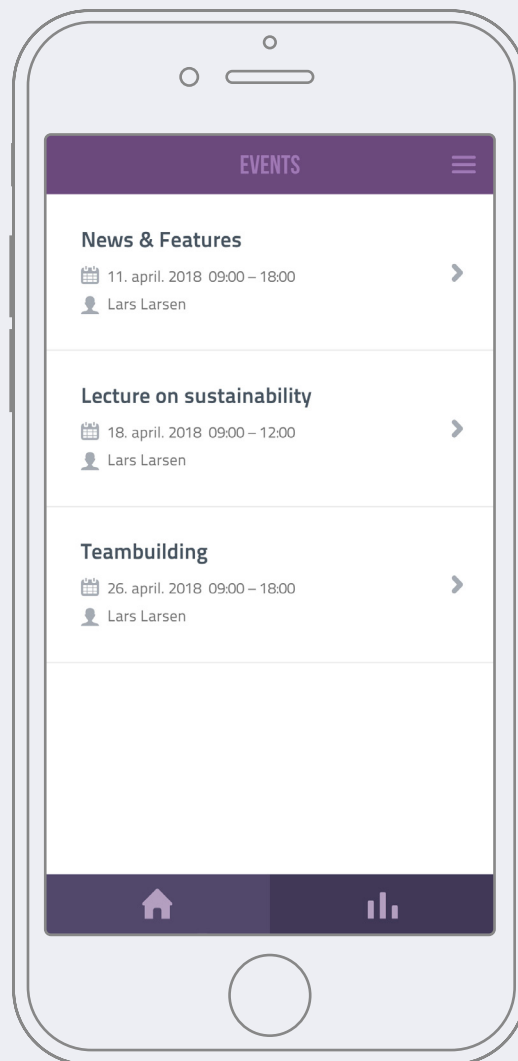 EVENTS
News & Features
11. april. 2018 09:00 – 18:00
Lars Larsen
Lecture on sustainability
18. april. 2018 09:00 – 12:00
Lars Larsen
Teambuilding
26. april. 2018 09:00 – 18:00
Lars Larsen